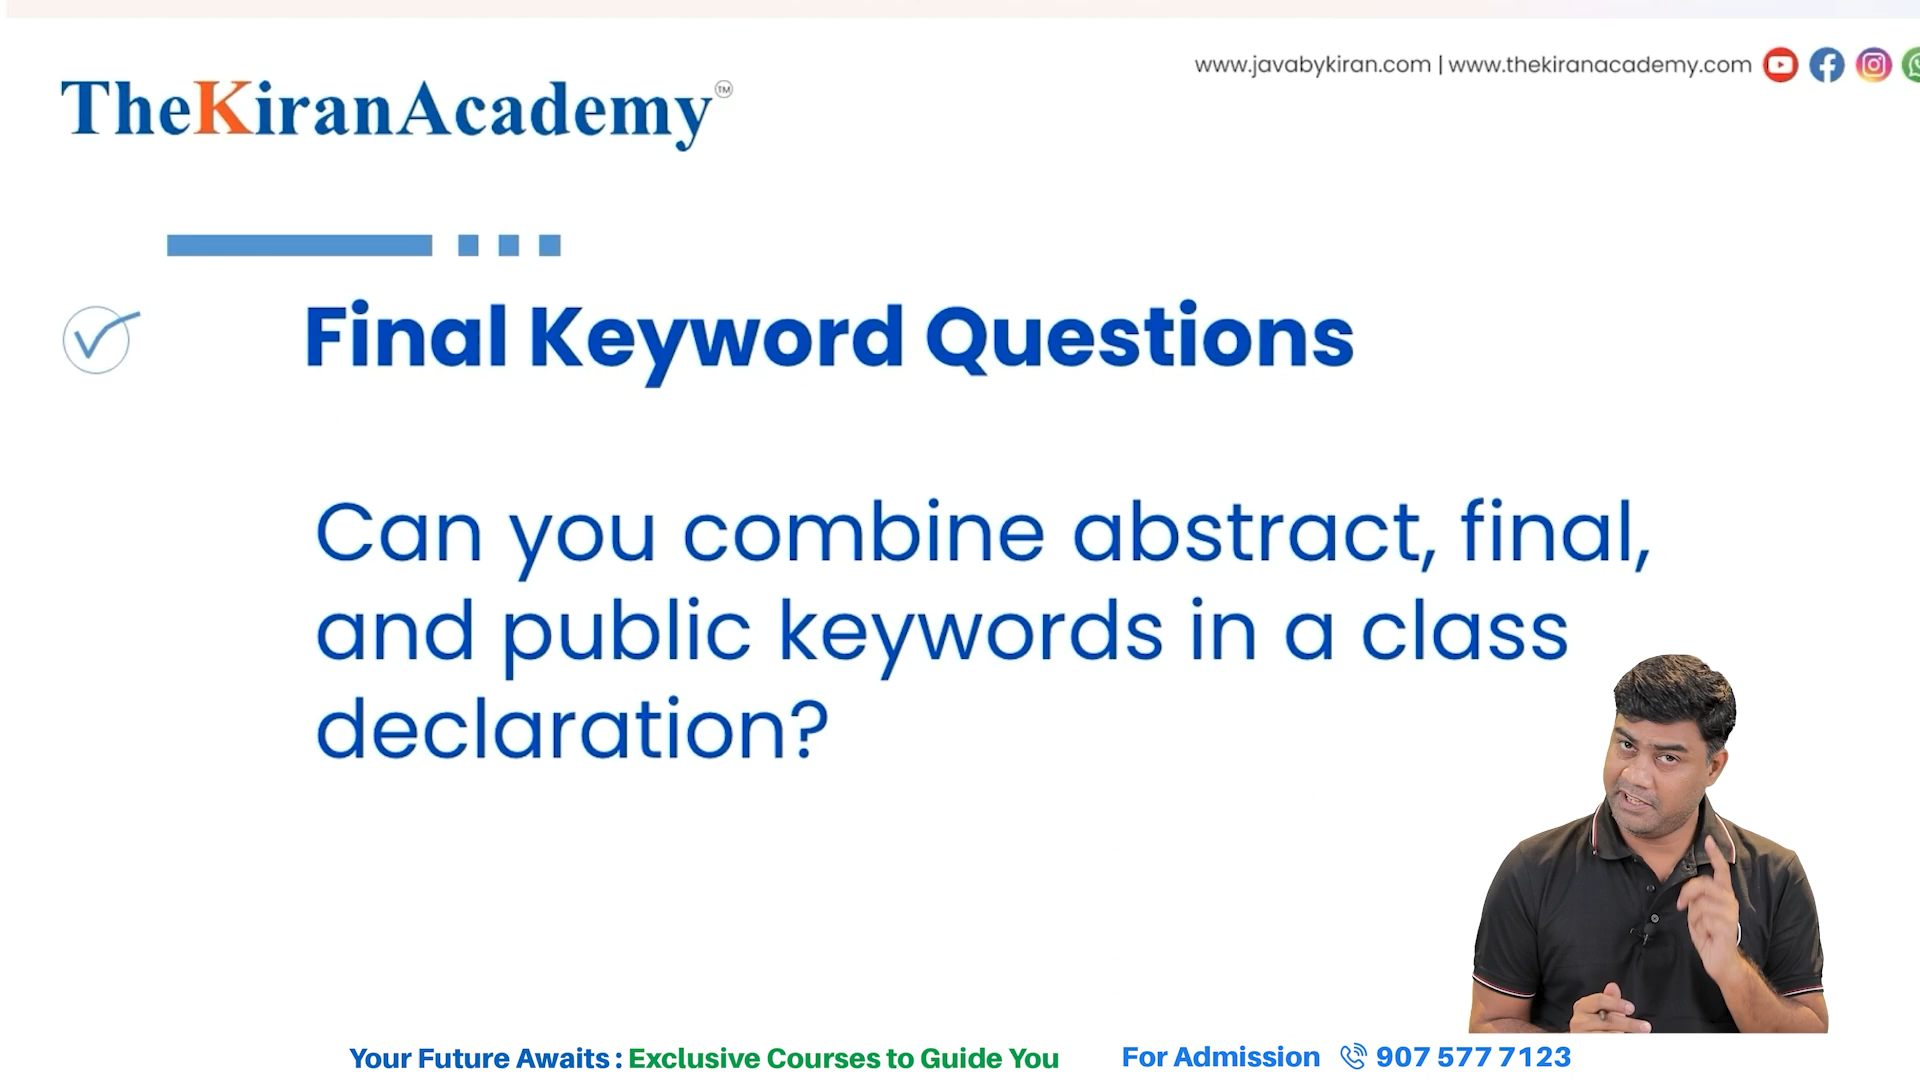 www.javabykiran.com | www.thekiranacademy.com
TheKiranAcademy™
Final Keyword Questions
Can you combine abstract, final,
and public keywords in a class
declaration?
Your Future Awaits : Exclusive Courses to Guide You
For Admission 907 577 7123